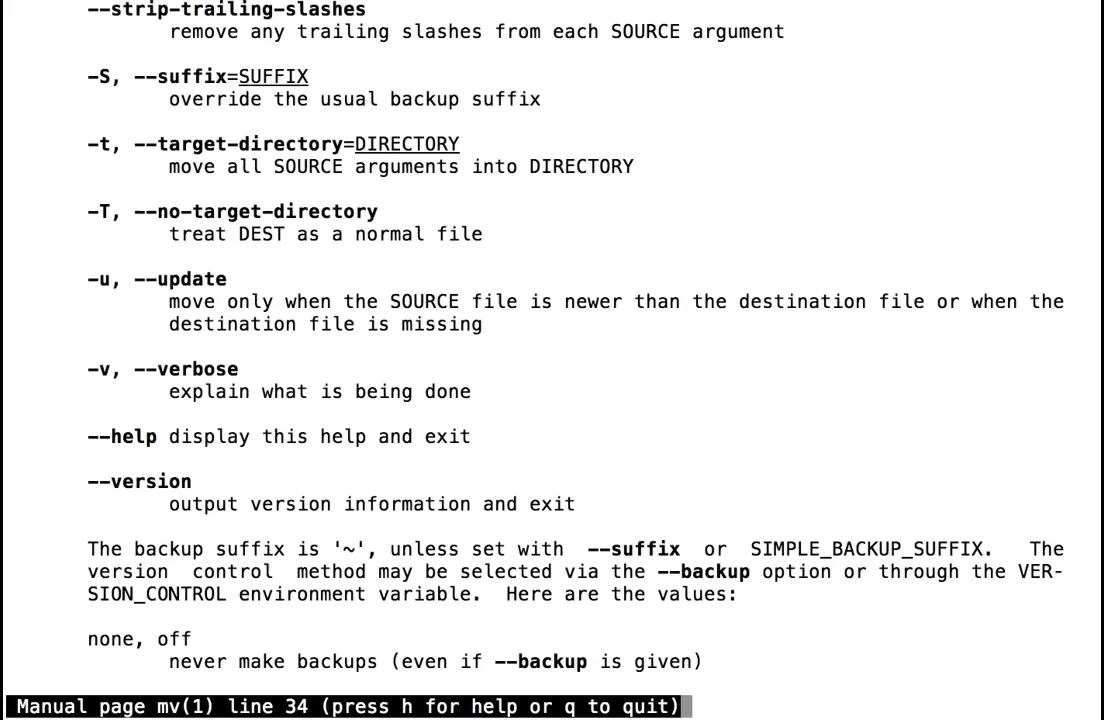 --strip-trailing-slashes
remove any trailing slashes from each SOURCE argument
-S, --suffix=SUFFIX
override the usual backup suffix
-t, --target-directory=DIRECTORY
move all SOURCE arguments into DIRECTORY
-T, --no-target-directory
treat DEST as a normal file
-u, --update
move only when the SOURCE file is newer than the destination file or when the
destination file is missing
-v, --verbose
explain what is being done
--help display this help and exit
--version
output version information and exit
The backup suffix is '~', unless set with --suffix or SIMPLE_BACKUP_SUFFIX. The
version control method may be selected via the --backup option or through the VER-
SION_CONTROL environment variable. Here are the values:
none, off
never make backups (even if --backup is given)
Manual page mv(1) line 34 (press h for help or q to quit)